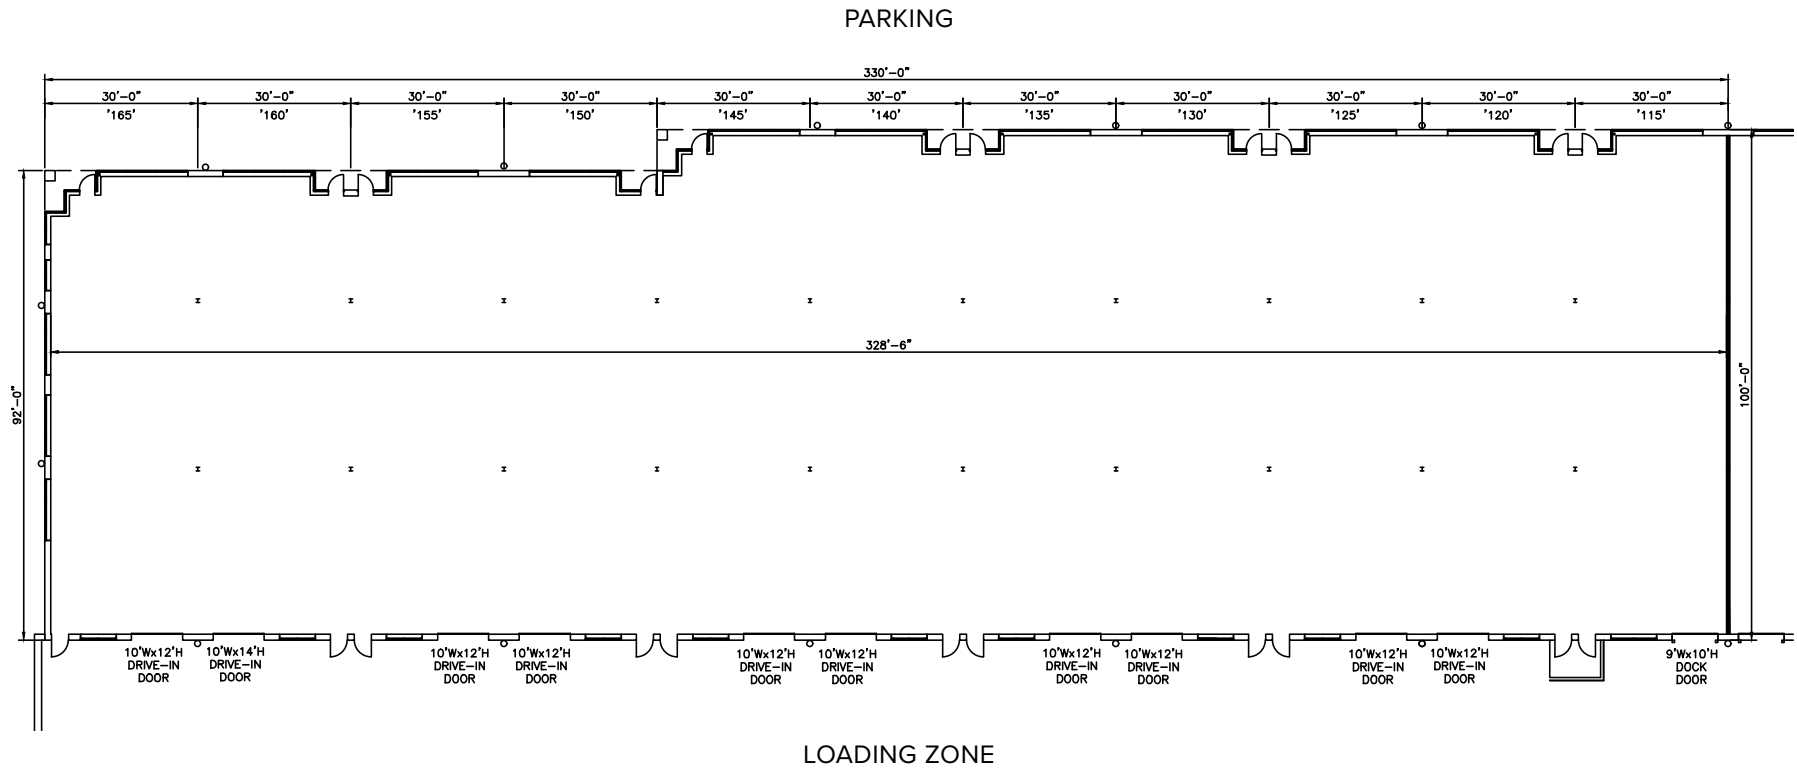 PARKING
330'-0"
30'-0" 30'-0" 30'-0" 30'-0" 30'-0" 30'-0" 30'-0" 30'-0" 30'-0" 30'-0" 30'-0"
'165' '160' '155' '150' '145' '140' '135' '130' '125' '120' '115'
328'-6"
92'-0"
100'-0"
10'Wx12'H
DRIVE-IN
DOOR
10'Wx14'H
DRIVE-IN
DOOR
10'Wx12'H
DRIVE-IN
DOOR
10'Wx12'H
DRIVE-IN
DOOR
10'Wx12'H
DRIVE-IN
DOOR
10'Wx12'H
DRIVE-IN
DOOR
10'Wx12'H
DRIVE-IN
DOOR
10'Wx12'H
DRIVE-IN
DOOR
10'Wx12'H
DRIVE-IN
DOOR
10'Wx12'H
DRIVE-IN
DOOR
9'Wx10'H
DOCK
DOOR
LOADING ZONE